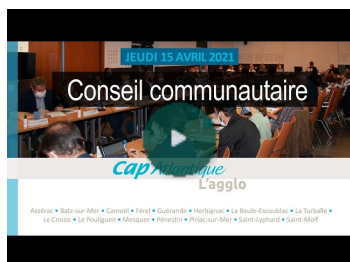 JEUDI 15 AVRIL 2021
Conseil communautaire
Cap Atlantique
L'agglo
Assérac • Batz-sur-Mer • Camoël • Férel • Guérande • Herbignac • La Baule-Escoublac • La Turballe •
Le Croisic • Le Pouliguen • Mesquer • Pénestin • Piriac-sur-Mer • Saint-Lyphard • Saint-Molf